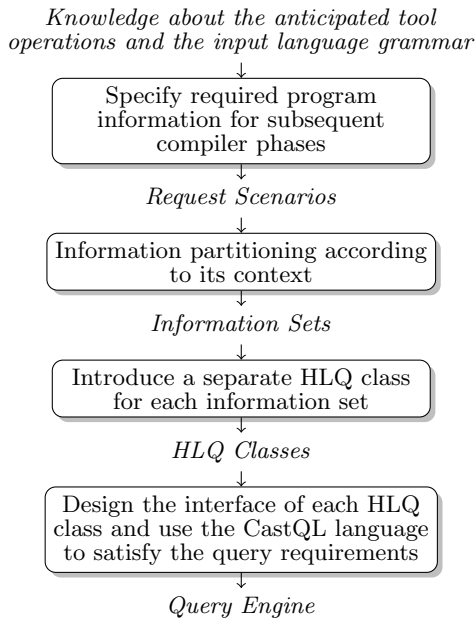 Knowledge about the anticipated tool
operations and the input language grammar
Specify required program
information for subsequent
compiler phases
Request Scenarios
Information partitioning according
to its context
Information Sets
Introduce a separate HLQ class
for each information set
HLQ Classes
Design the interface of each HLQ
class and use the CastQL language
to satisfy the query requirements
Query Engine